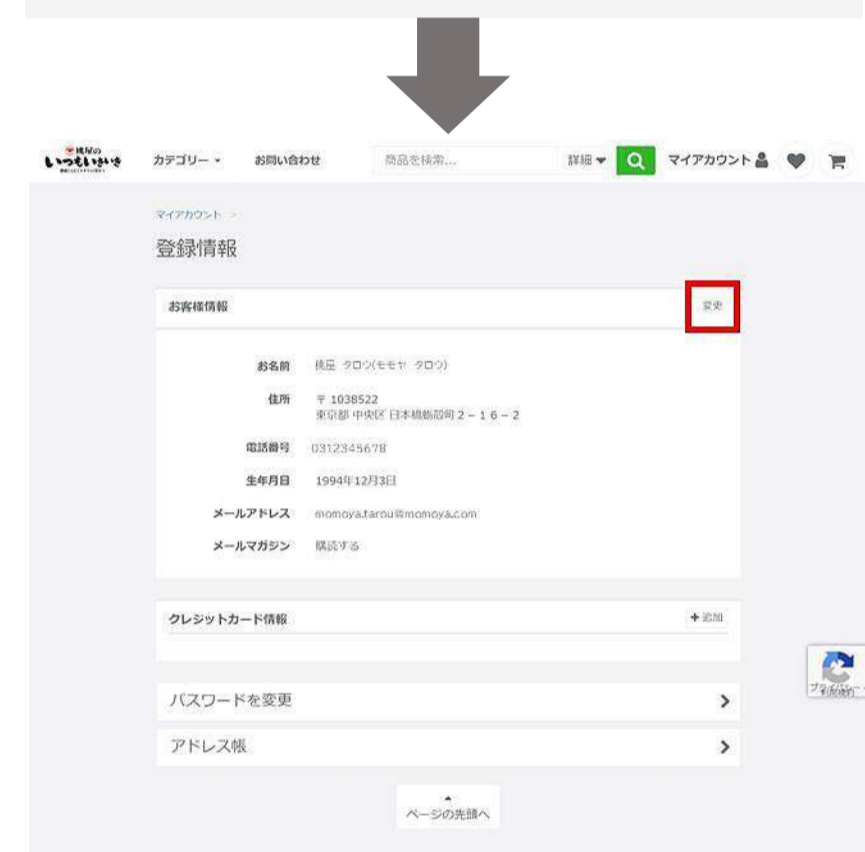 桃屋の
いつもいきいき
カテゴリー
お問い合わせ
商品を検索...
詳細
マイアカウント
マイアカウント >
登録情報
お客様情報
変更
お名前 桃屋 タロウ(モモヤ タロウ)
住所 〒 1038522
東京都 中央区 日本橋蛎殻町 2 − 1 6 − 2
電話番号 0312345678
生年月日 1994年12月3日
メールアドレス momoya.tarou@momoya.com
メールマガジン 購読する
クレジットカード情報
+ 追加
パスワードを変更
アドレス帳
ページの先頭へ